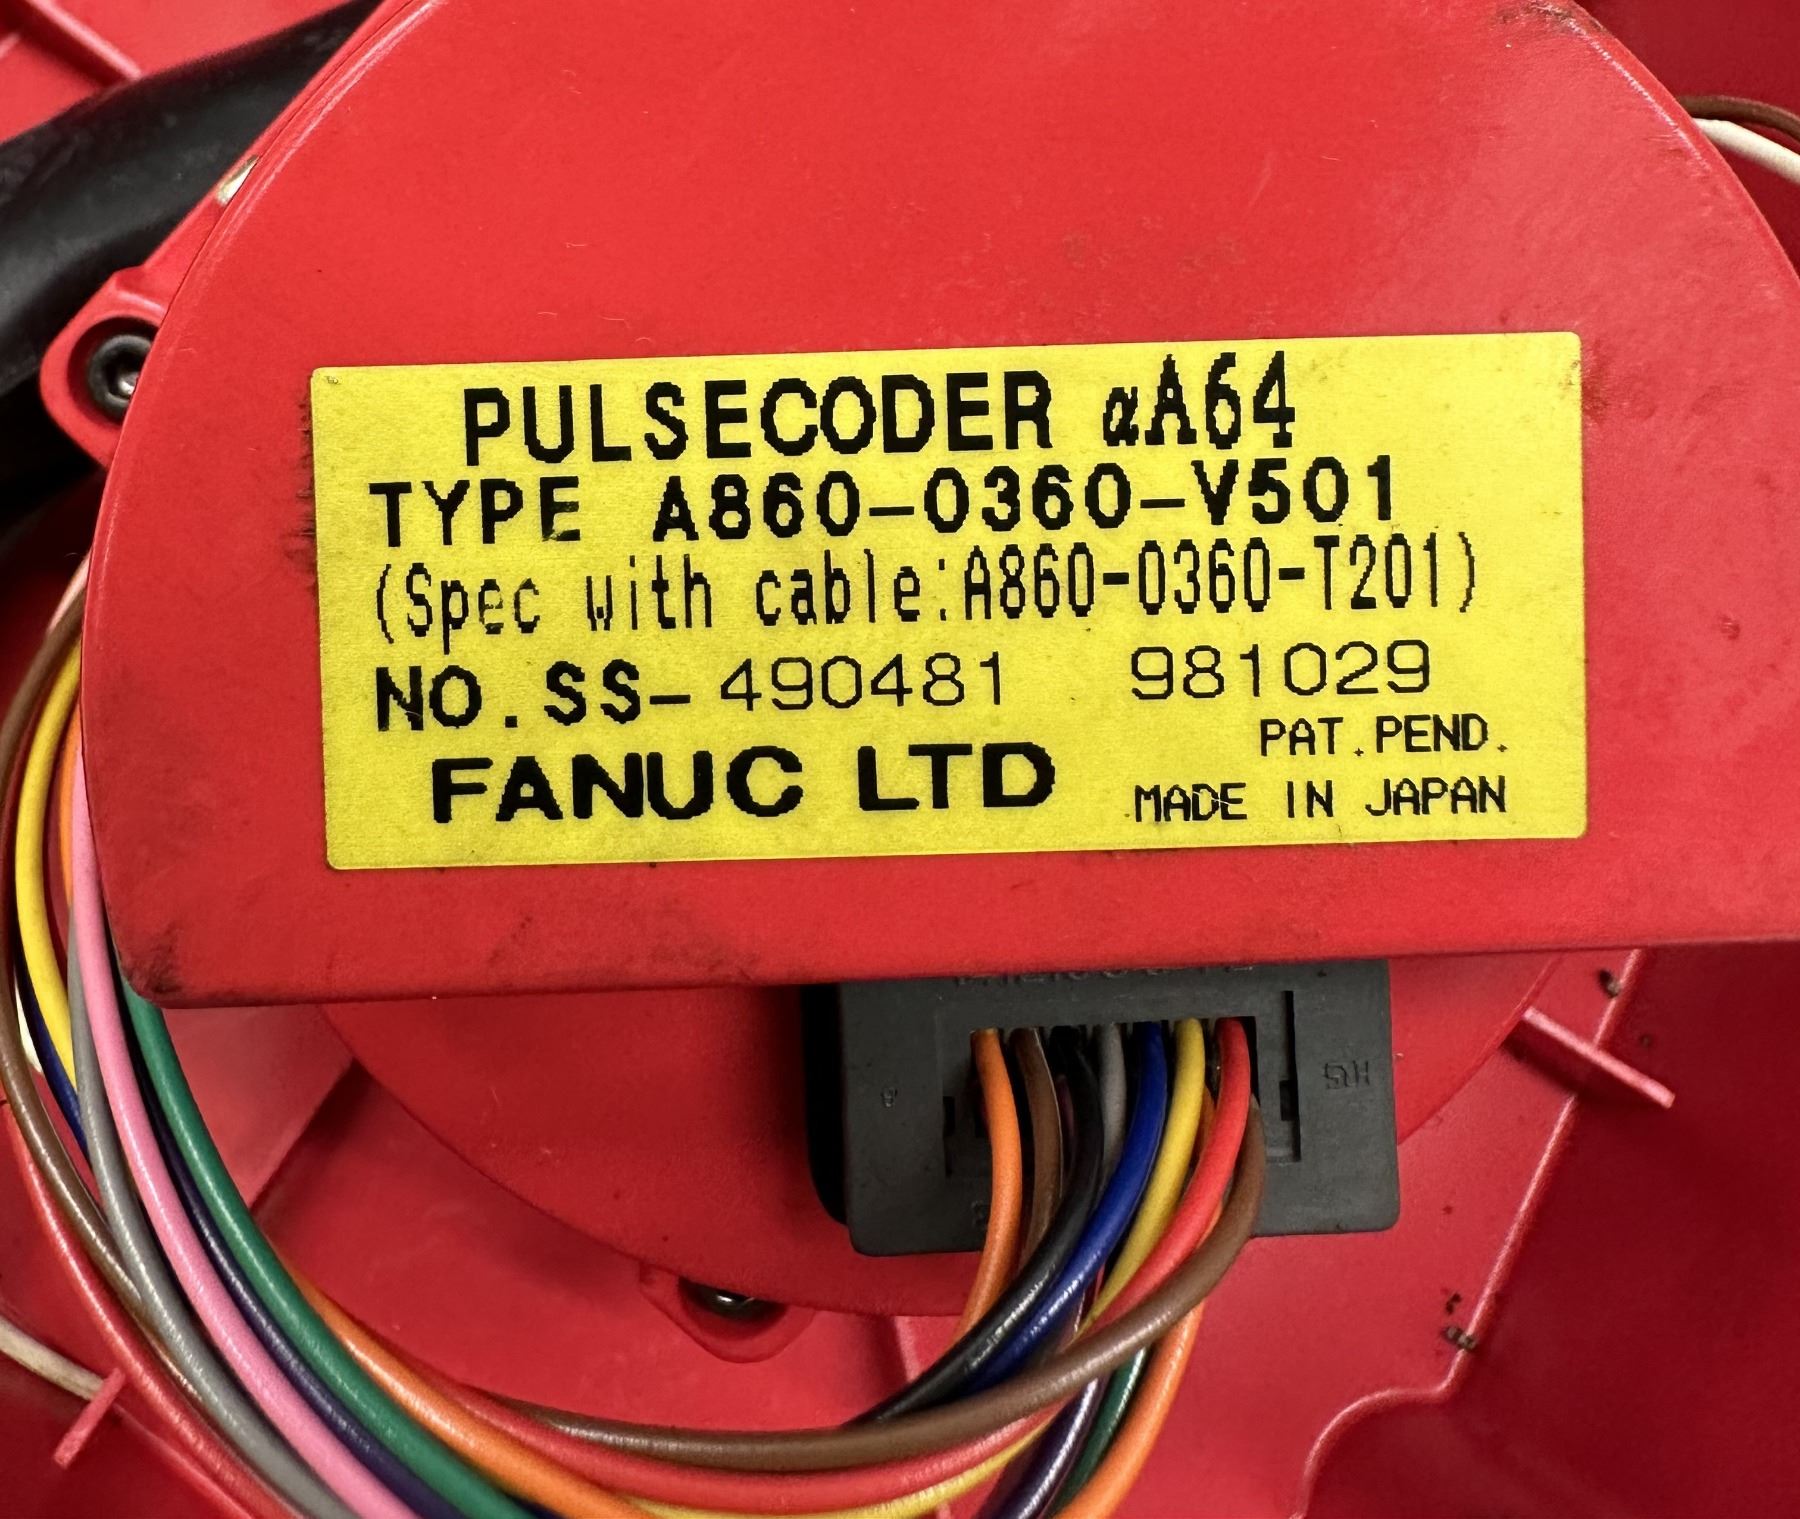 PULSECODER αA64
TYPE A860-0360-V501
(Spec with cable:A860-0360-T201)
NO.SS-490481 981029
PAT.PEND.
FANUC LTD MADE IN JAPAN